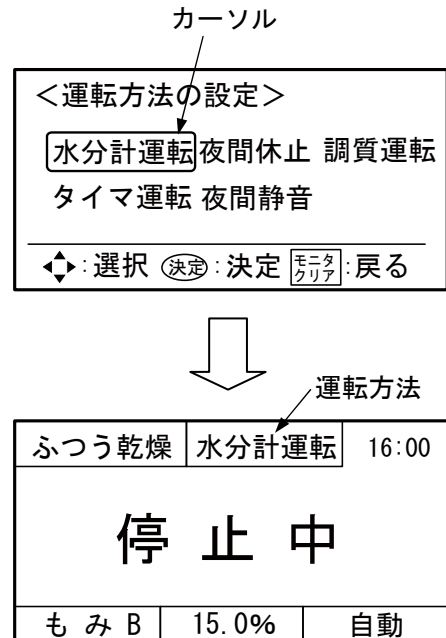 カーソル
＜運転方法の設定＞
水分計運転 夜間休止 調質運転
タイマ運転 夜間静音
:選択 決定:決定 モニタクリア:戻る
運転方法
ふつう乾燥 水分計運転 16:00
停止中
もみB 15.0% 自動